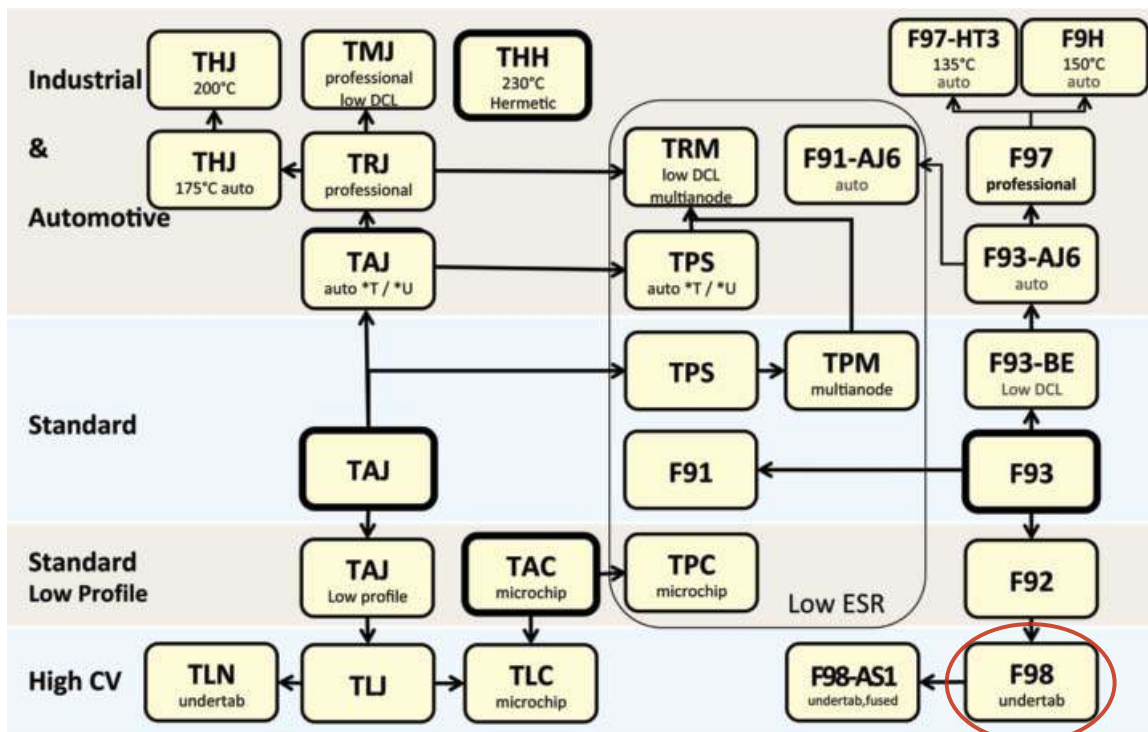 Industrial
&
Automotive
THJ
200°C
TMJ
professional
low DCL
THH
230°C
Hermetic
F97-HT3
135°C
auto
F9H
150°C
auto
THJ
175°C auto
TRJ
professional
TRM
low DCL
multianode
F91-AJ6
auto
F97
professional
TAJ
auto *T / *U
TPS
auto *T / *U
F93-AJ6
auto
Standard
TPS
TPM
multianode
F93-BE
Low DCL
TAJ
F91
F93
Standard
Low Profile
TAJ
Low profile
TAC
microchip
TPC
microchip
Low ESR
F92
High CV
TLN
undertab
TLJ
TLC
microchip
F98-AS1
undertab,fused
F98
undertab